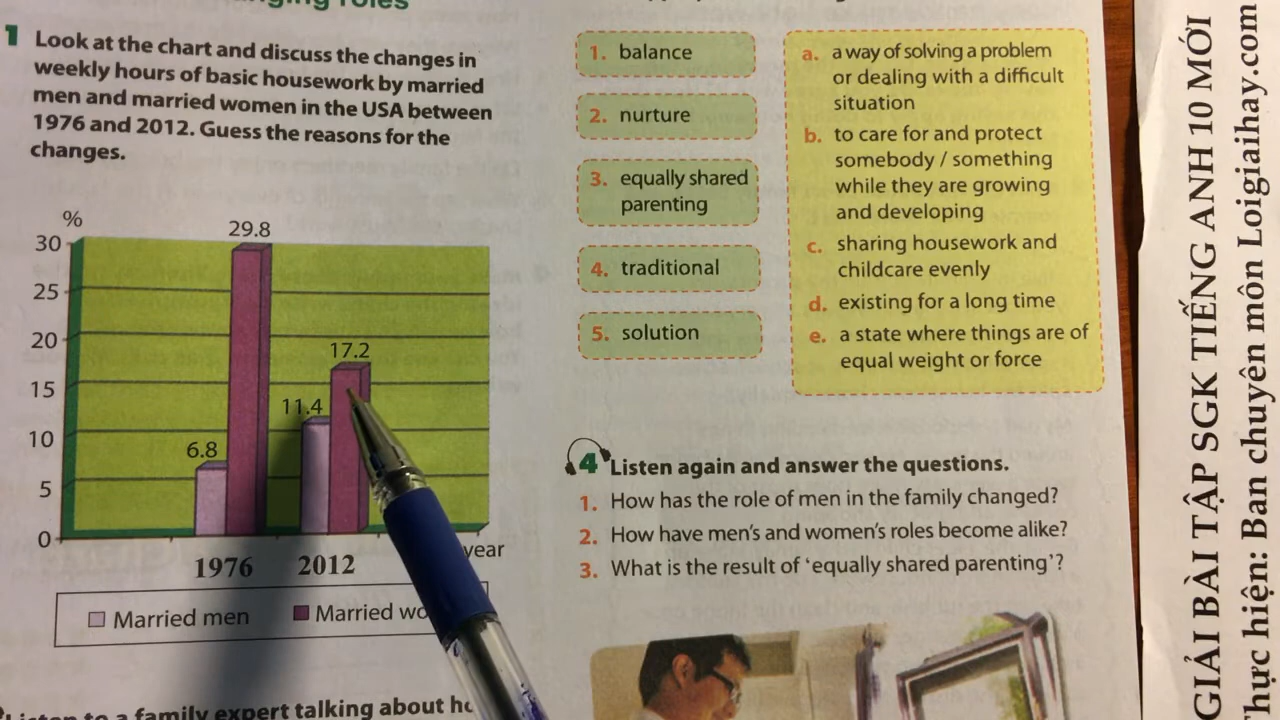 roles
1 Look at the chart and discuss the changes in
weekly hours of basic housework by married
men and married women in the USA between
1976 and 2012. Guess the reasons for the
changes.
%
30
25
20
15
10
5
0
29.8
17.2
11.4
6.8
1976 2012
year
Married men Married wo
to a family expert talking about
1. balance
2. nurture
3. equally shared
parenting
4. traditional
5. solution
a. a way of solving a problem
or dealing with a difficult
situation
b. to care for and protect
somebody / something
while they are growing
and developing
c. sharing housework and
childcare evenly
d. existing for a long time
e. a state where things are of
equal weight or force
4 Listen again and answer the questions.
1. How has the role of men in the family changed?
2. How have men's and women's roles become alike?
3. What is the result of 'equally shared parenting'?
GIẢI BÀI TẬP SGK TIẾNG ANH 10 MỚI
Thực hiện: Ban chuyên môn Loigiaihay.com